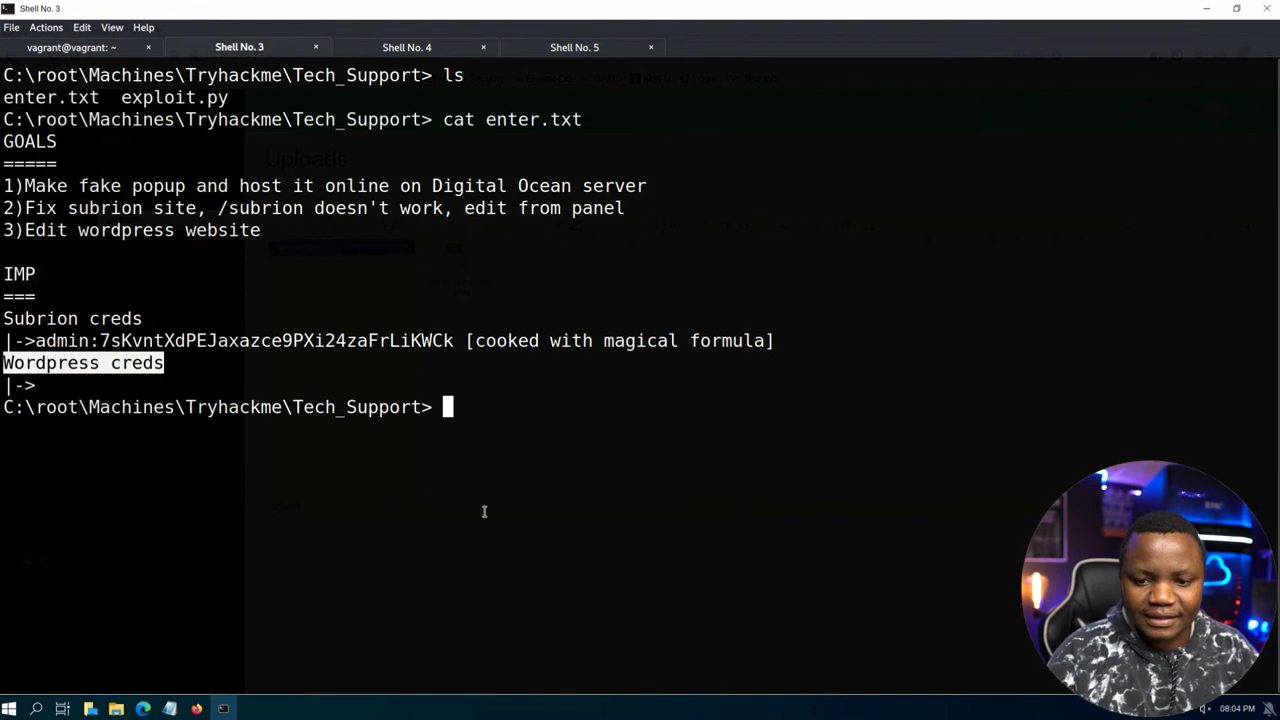 Shell No. 3
File Actions Edit View Help
vagrant@vagrant: ~ × Shell No. 3 × Shell No. 4 × Shell No. 5 ×
C:\root\Machines\Tryhackme\Tech_Support> ls
enter.txt exploit.py
C:\root\Machines\Tryhackme\Tech_Support> cat enter.txt
GOALS
=====
1)Make fake popup and host it online on Digital Ocean server
2)Fix subrion site, /subrion doesn't work, edit from panel
3)Edit wordpress website
IMP
===
Subrion creds
|->admin:7sKvntXdPEJaxazce9PXi24zaFrLiKWCk [cooked with magical formula]
Wordpress creds
|->
C:\root\Machines\Tryhackme\Tech_Support>
Uploads
08:04 PM